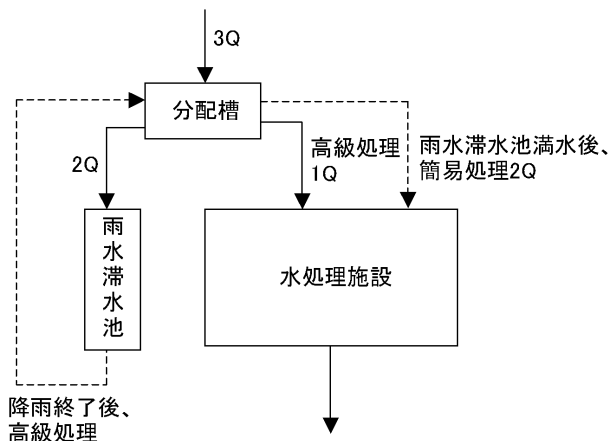 3Q
分配槽
2Q
高級処理
1Q
雨水滞水池満水後、
簡易処理2Q
雨水滞水池
水処理施設
降雨終了後、
高級処理